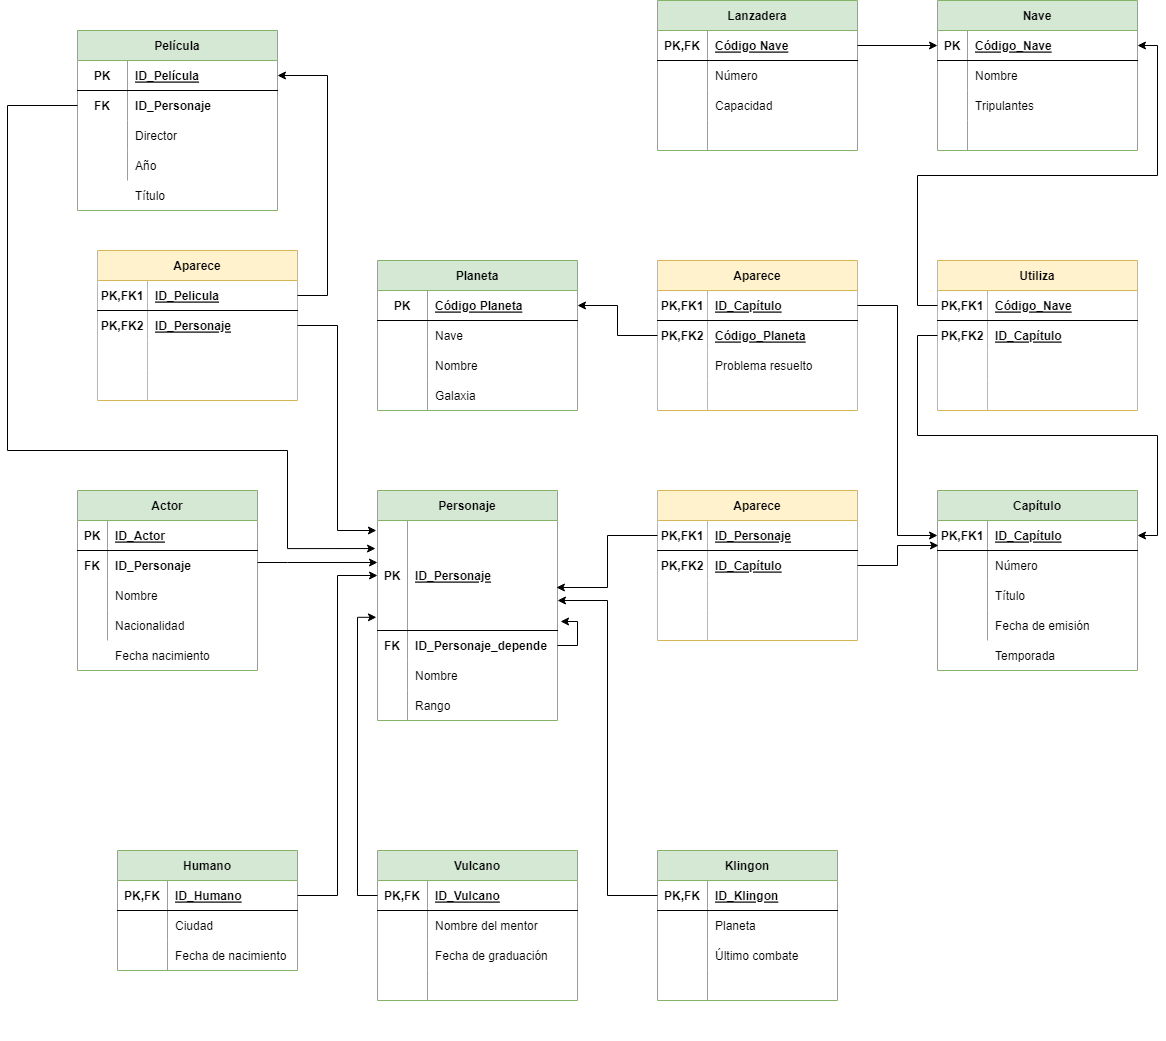 Película
PK ID_Película
FK ID_Personaje
Director
Año
Título
Lanzadera
PK,FK Código Nave
Número
Capacidad
Nave
PK Código_Nave
Nombre
Tripulantes
Aparece
PK,FK1 ID_Pelicula
PK,FK2 ID_Personaje
Planeta
PK Código Planeta
Nave
Nombre
Galaxia
Aparece
PK,FK1 ID_Capítulo
PK,FK2 Código_Planeta
Problema resuelto
Utiliza
PK,FK1 Código_Nave
PK,FK2 ID_Capítulo
Actor
PK ID_Actor
FK ID_Personaje
Nombre
Nacionalidad
Fecha nacimiento
Personaje
PK ID_Personaje
FK ID_Personaje_depende
Nombre
Rango
Aparece
PK,FK1 ID_Personaje
PK,FK2 ID_Capítulo
Capítulo
PK,FK1 ID_Capítulo
Número
Título
Fecha de emisión
Temporada
Humano
PK,FK ID_Humano
Ciudad
Fecha de nacimiento
Vulcano
PK,FK ID_Vulcano
Nombre del mentor
Fecha de graduación
Klingon
PK,FK ID_Klingon
Planeta
Último combate